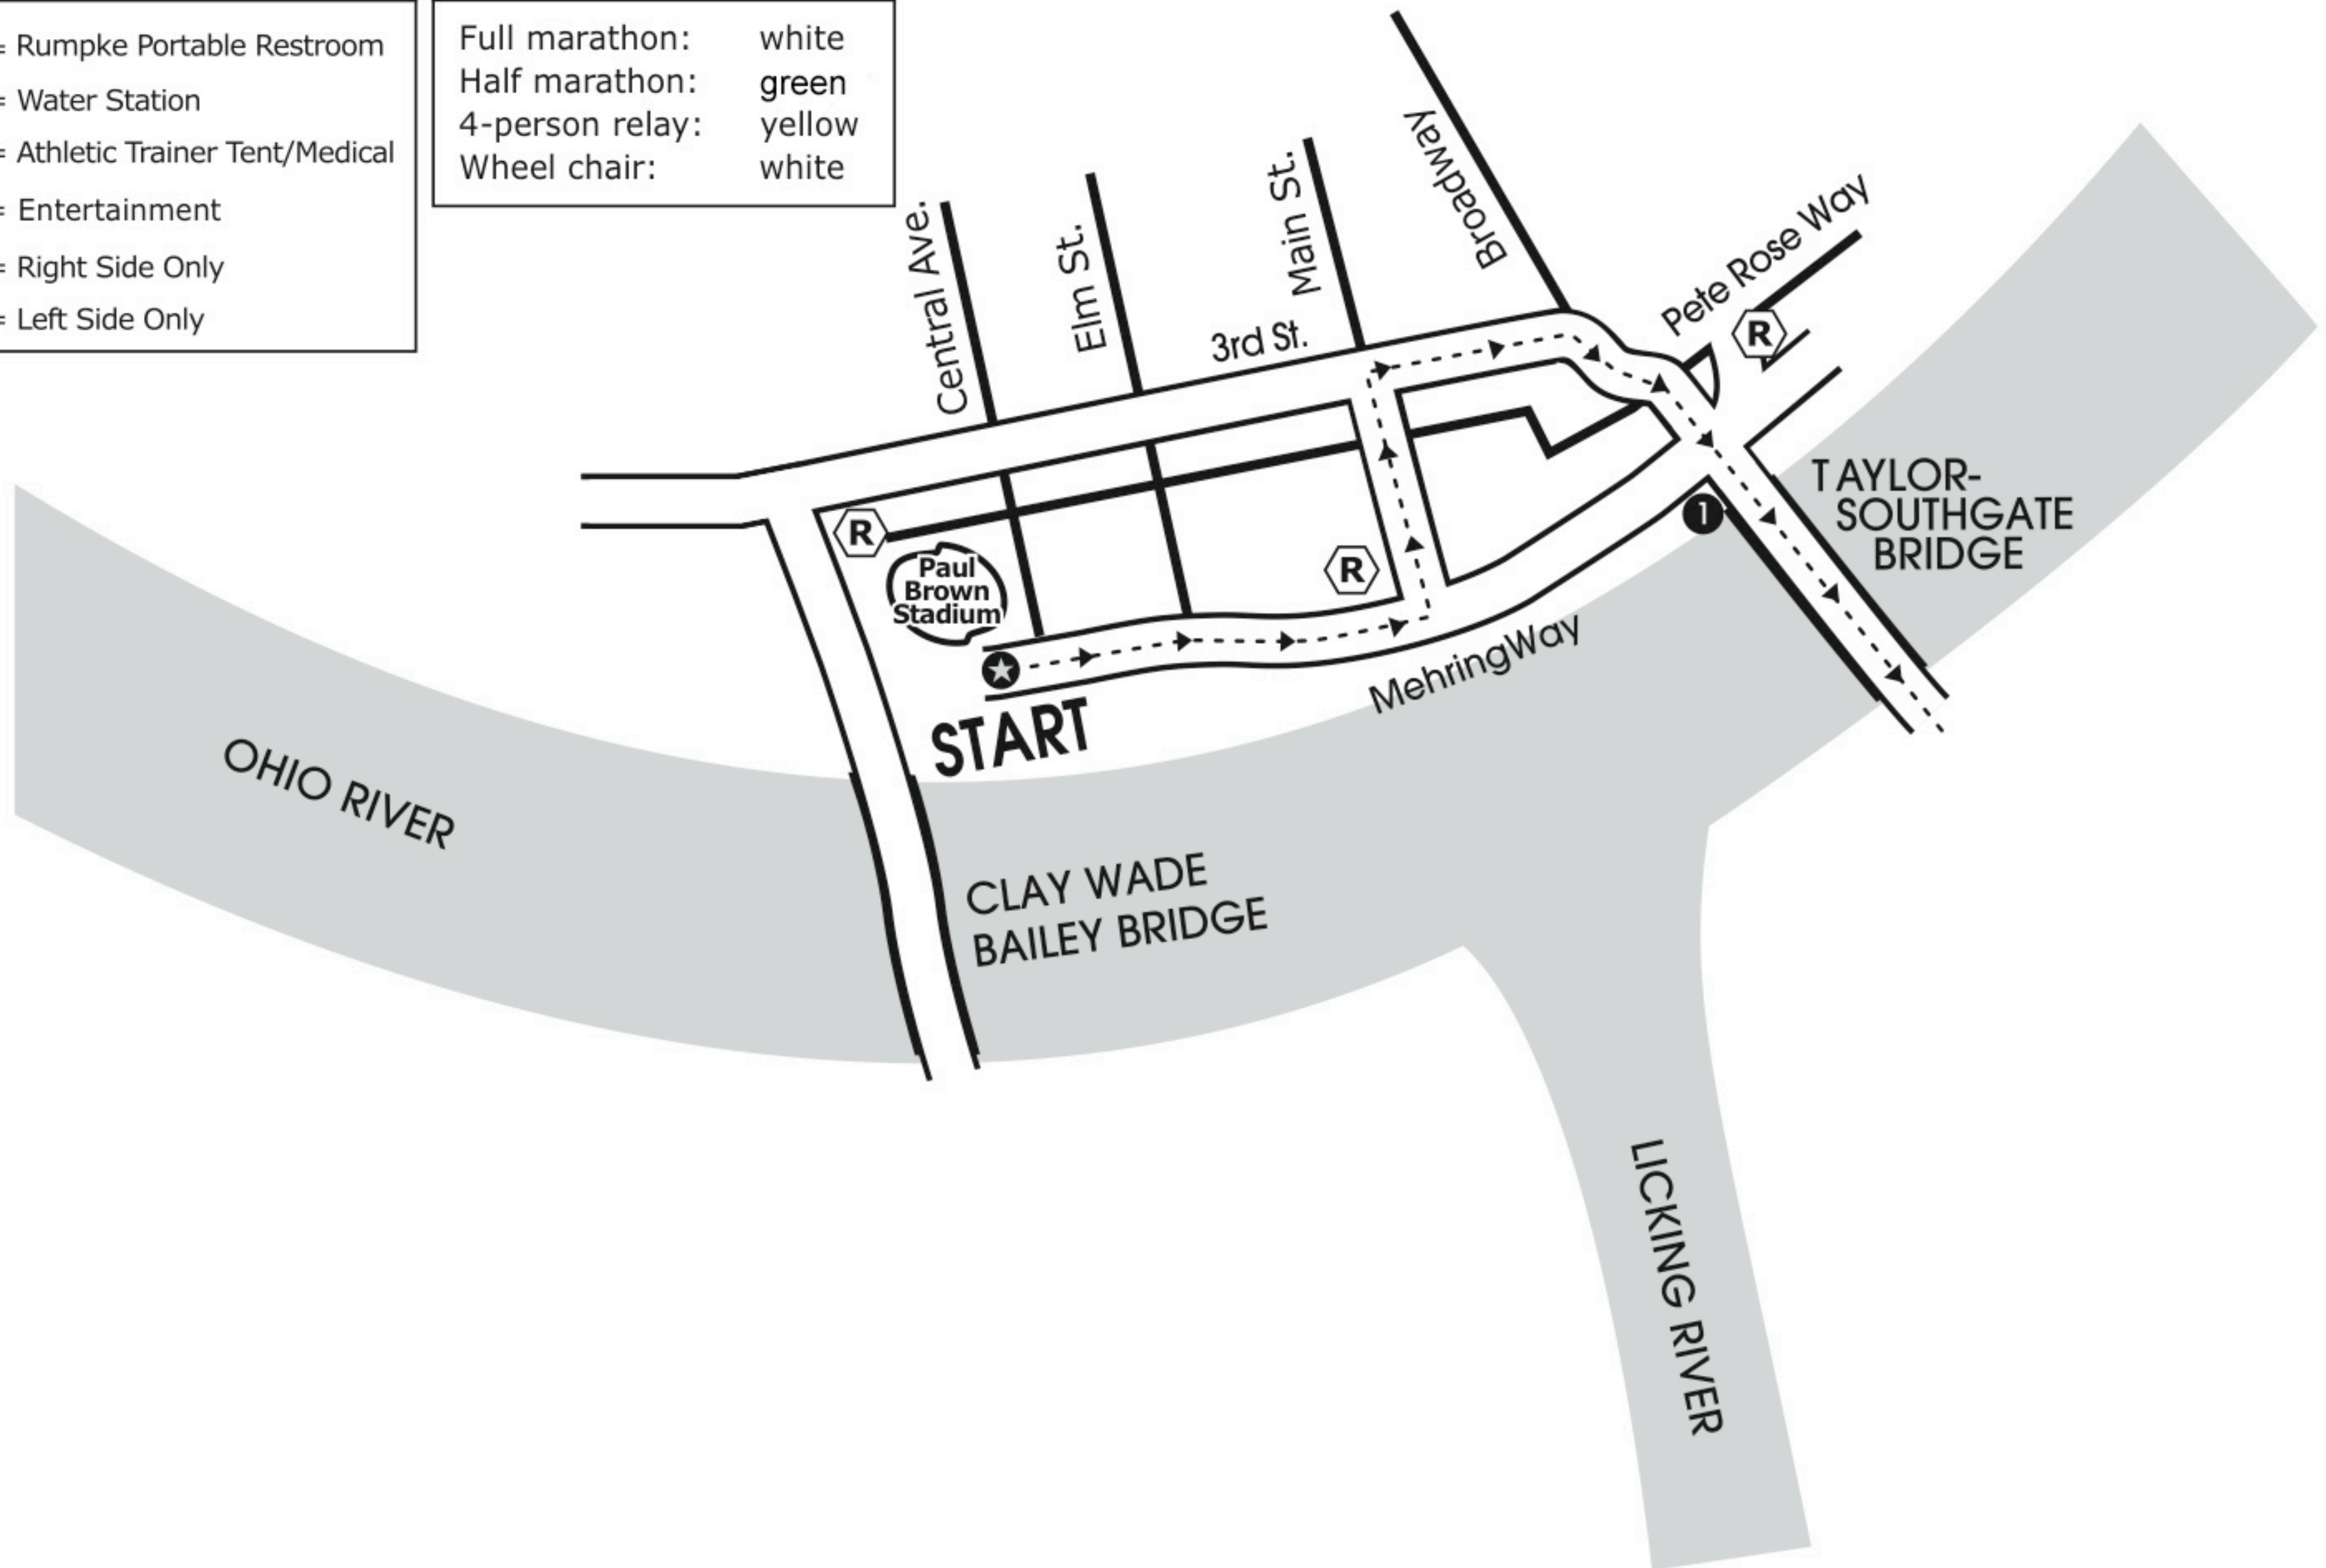 = Rumpke Portable Restroom
= Water Station
= Athletic Trainer Tent/Medical
= Entertainment
= Right Side Only
= Left Side Only
Full marathon: white
Half marathon: green
4-person relay: yellow
Wheel chair: white
Central Ave.
Elm St.
Main St.
Broadway
3rd St.
Pete Rose Way
R
R
R
Paul
Brown
Stadium
1
TAYLOR-
SOUTHGATE
BRIDGE
MehringWay
START
OHIO RIVER
CLAY WADE
BAILEY BRIDGE
LICKING RIVER